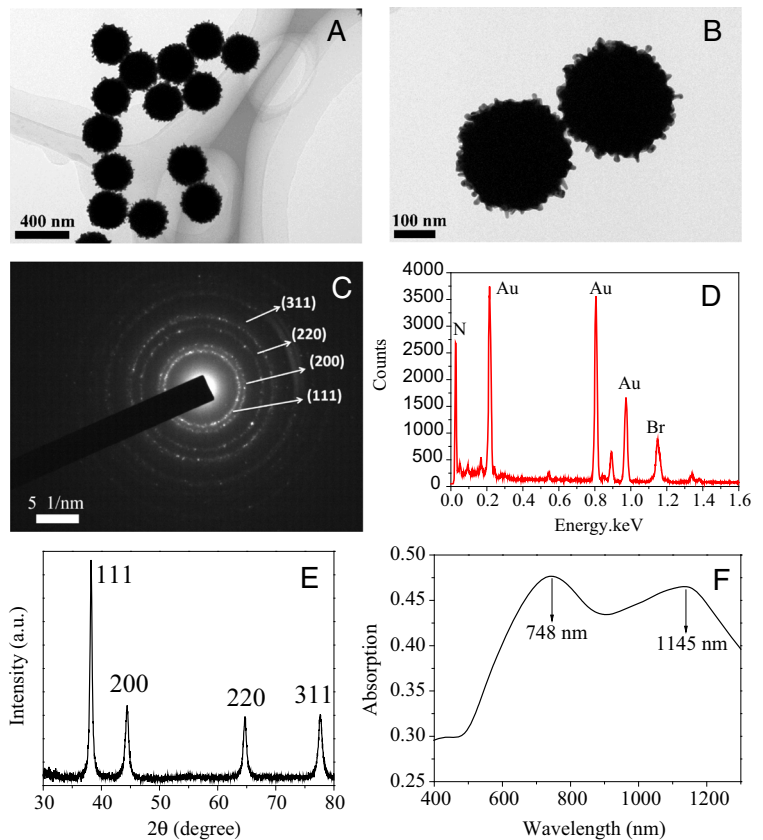 A
400 nm
B
100 nm
C
(311)
(220)
(200)
(111)
5 1/nm
D
4000
3500
3000
2500
2000
1500
1000
500
0
Counts
N
Au
Au
Au
Br
0.0 0.2 0.4 0.6 0.8 1.0 1.2 1.4 1.6
Energy.keV
E
Intensity (a.u.)
111
200
220
311
30 40 50 60 70 80
2θ (degree)
F
0.50
0.45
0.40
0.35
0.30
0.25
Absorption
748 nm
1145 nm
400 600 800 1000 1200
Wavelength (nm)